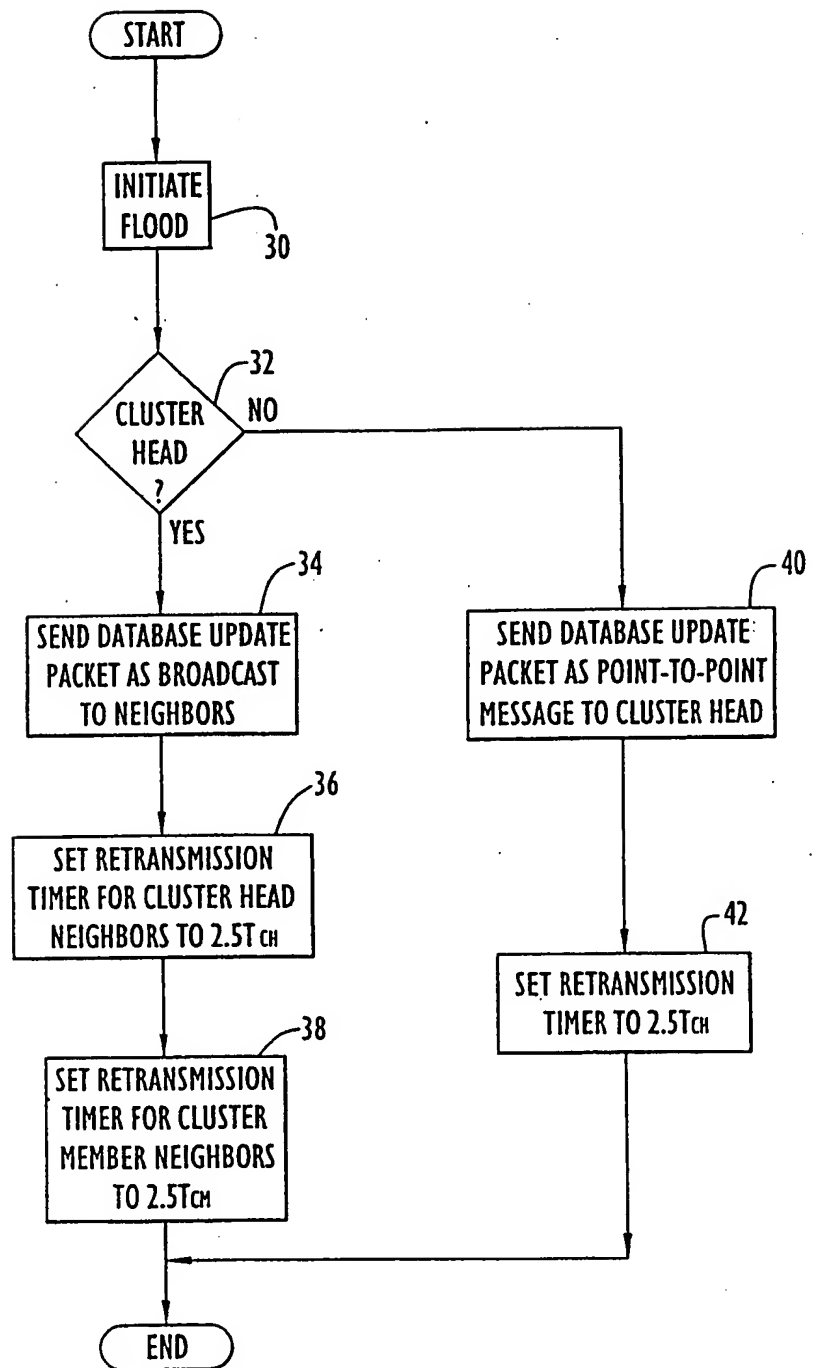 START
INITIATE
FLOOD
30
32
CLUSTER
HEAD
?
NO
YES
34
SEND DATABASE UPDATE
PACKET AS BROADCAST
TO NEIGHBORS
40
SEND DATABASE UPDATE
PACKET AS POINT-TO-POINT
MESSAGE TO CLUSTER HEAD
36
SET RETRANSMISSION
TIMER FOR CLUSTER HEAD
NEIGHBORS TO 2.5TCH
42
SET RETRANSMISSION
TIMER TO 2.5TCH
38
SET RETRANSMISSION
TIMER FOR CLUSTER
MEMBER NEIGHBORS
TO 2.5TCM
END